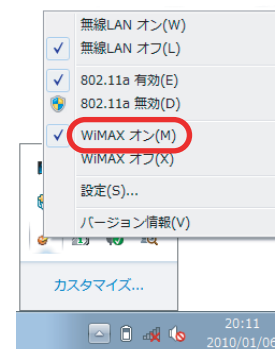 無線LAN オン(W)
無線LAN オフ(L)
802.11a 有効(E)
802.11a 無効(D)
WiMAX オン(M)
WiMAX オフ(X)
設定(S)...
バージョン情報(V)
カスタマイズ...
20:11
2010/01/06